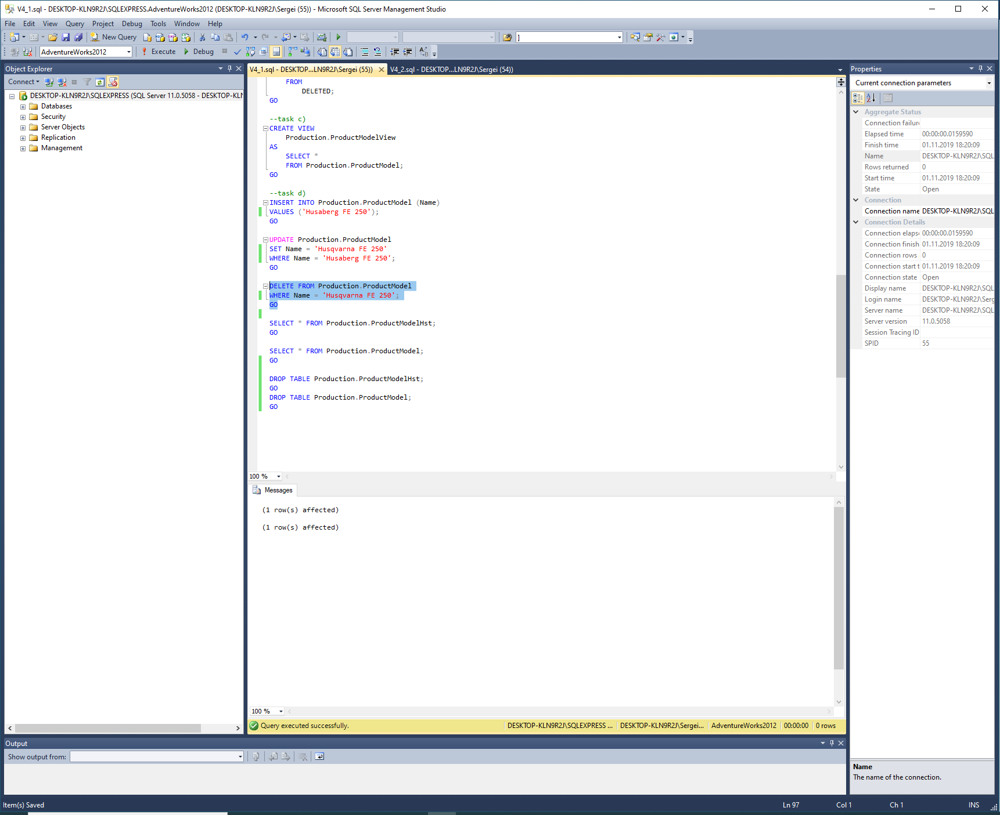 V4_1.sql - DESKTOP-KLN9R2J\SQLEXPRESS.AdventureWorks2012 (DESKTOP-KLN9R2J\Sergei (55)) - Microsoft SQL Server Management Studio
File Edit View Query Project Debug Tools Window Help
New Query ]
AdventureWorks2012 Execute Debug
Object Explorer
Connect
DESKTOP-KLN9R2J\SQLEXPRESS (SQL Server 11.0.5058 - DESKTOP-KLN
Databases
Security
Server Objects
Replication
Management
V4_1.sql - DESKTOP...LN9R2J\Sergei (55)) V4_2.sql - DESKTOP...LN9R2J\Sergei (54))
FROM
DELETED;
GO
--task c)
CREATE VIEW
Production.ProductModelView
AS
SELECT *
FROM Production.ProductModel;
GO
--task d)
INSERT INTO Production.ProductModel (Name)
VALUES ('Husaberg FE 250');
GO
UPDATE Production.ProductModel
SET Name = 'Husqvarna FE 250'
WHERE Name = 'Husaberg FE 250';
GO
DELETE FROM Production.ProductModel
WHERE Name = 'Husqvarna FE 250';
GO
SELECT * FROM Production.ProductModelHst;
GO
SELECT * FROM Production.ProductModel;
GO
DROP TABLE Production.ProductModelHst;
GO
DROP TABLE Production.ProductModel;
GO
100 %
Messages
(1 row(s) affected)
(1 row(s) affected)
100 %
Query executed successfully. DESKTOP-KLN9R2J\SQLEXPRESS ... DESKTOP-KLN9R2J\Sergei... AdventureWorks2012 00:00:00 0 rows
Properties
Current connection parameters
Aggregate Status
Connection failure
Elapsed time 00:00:00.0159590
Finish time 01.11.2019 18:20:09
Name DESKTOP-KLN9R2J\SQL
Rows returned 0
Start time 01.11.2019 18:20:09
State Open
Connection
Connection name DESKTOP-KLN9R2J\SQL
Connection Details
Connection elaps 00:00:00.0159590
Connection finish 01.11.2019 18:20:09
Connection rows 0
Connection start t 01.11.2019 18:20:09
Connection state Open
Display name DESKTOP-KLN9R2J\SQL
Login name DESKTOP-KLN9R2J\Serg
Server name DESKTOP-KLN9R2J\SQL
Server version 11.0.5058
Session Tracing ID
SPID 55
Name
The name of the connection.
Output
Show output from:
Item(s) Saved Ln 97 Col 1 Ch 1 INS